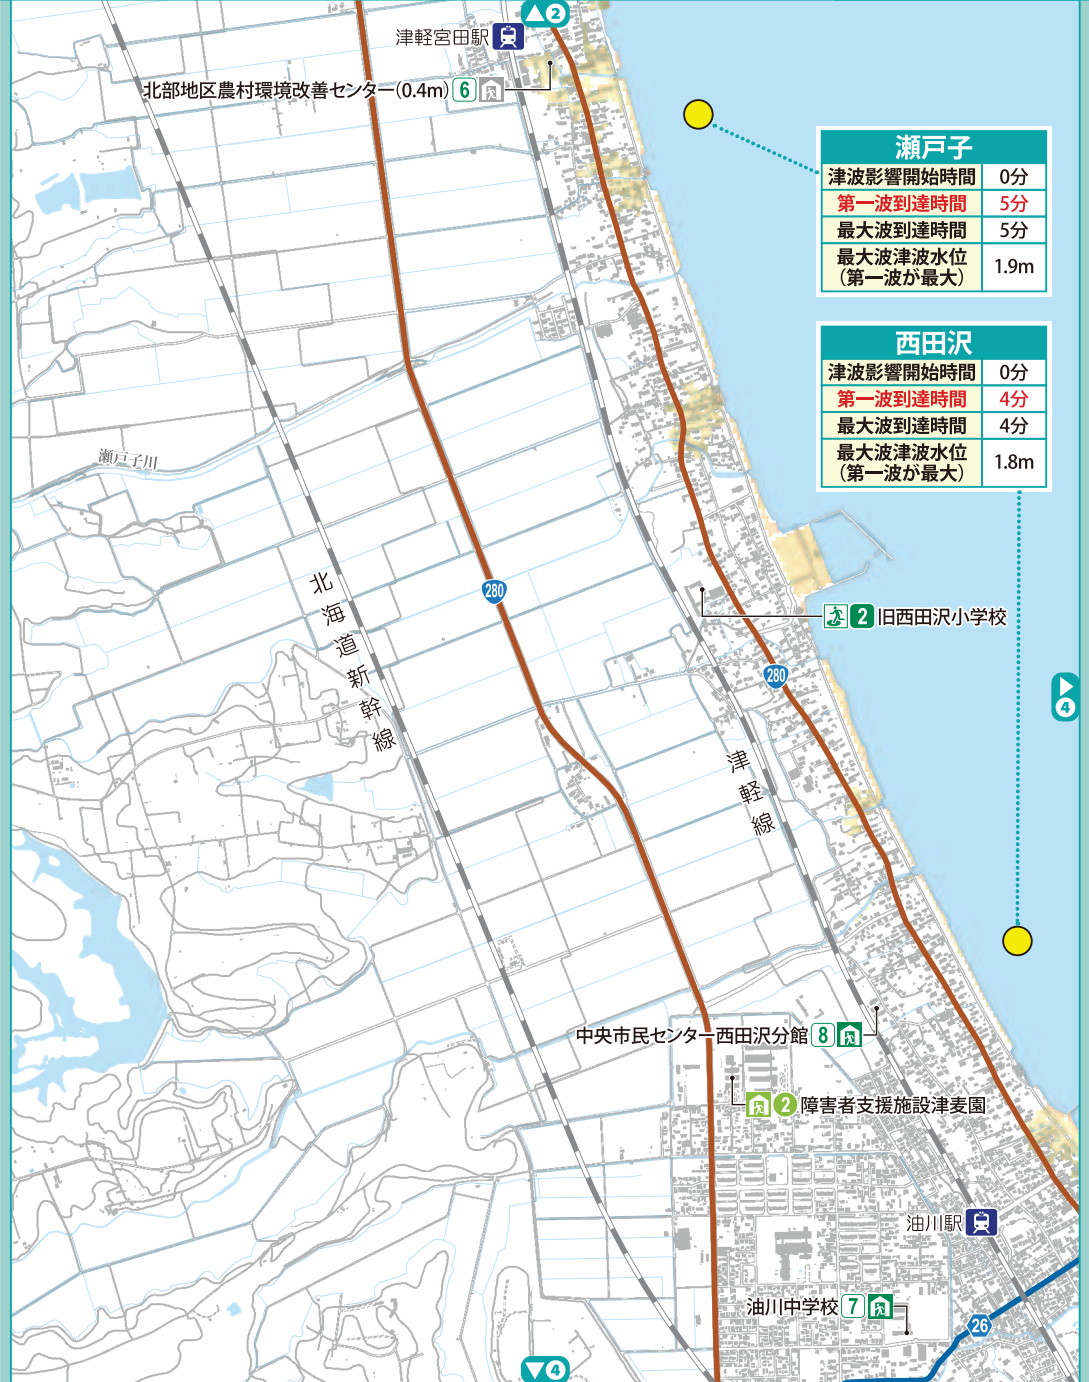 2
津軽宮田駅
北部地区農村環境改善センター(0.4m) 6
瀬戸子
津波影響開始時間 0分
第一波到達時間 5分
最大波到達時間 5分
最大波津波水位
(第一波が最大) 1.9m
西田沢
津波影響開始時間 0分
第一波到達時間 4分
最大波到達時間 4分
最大波津波水位
(第一波が最大) 1.8m
瀬戸子川
北海道新幹線
280
2 旧西田沢小学校
280
4
津軽線
中央市民センター西田沢分館 8
2 障害者支援施設津麦園
油川駅
油川中学校 7
26
4